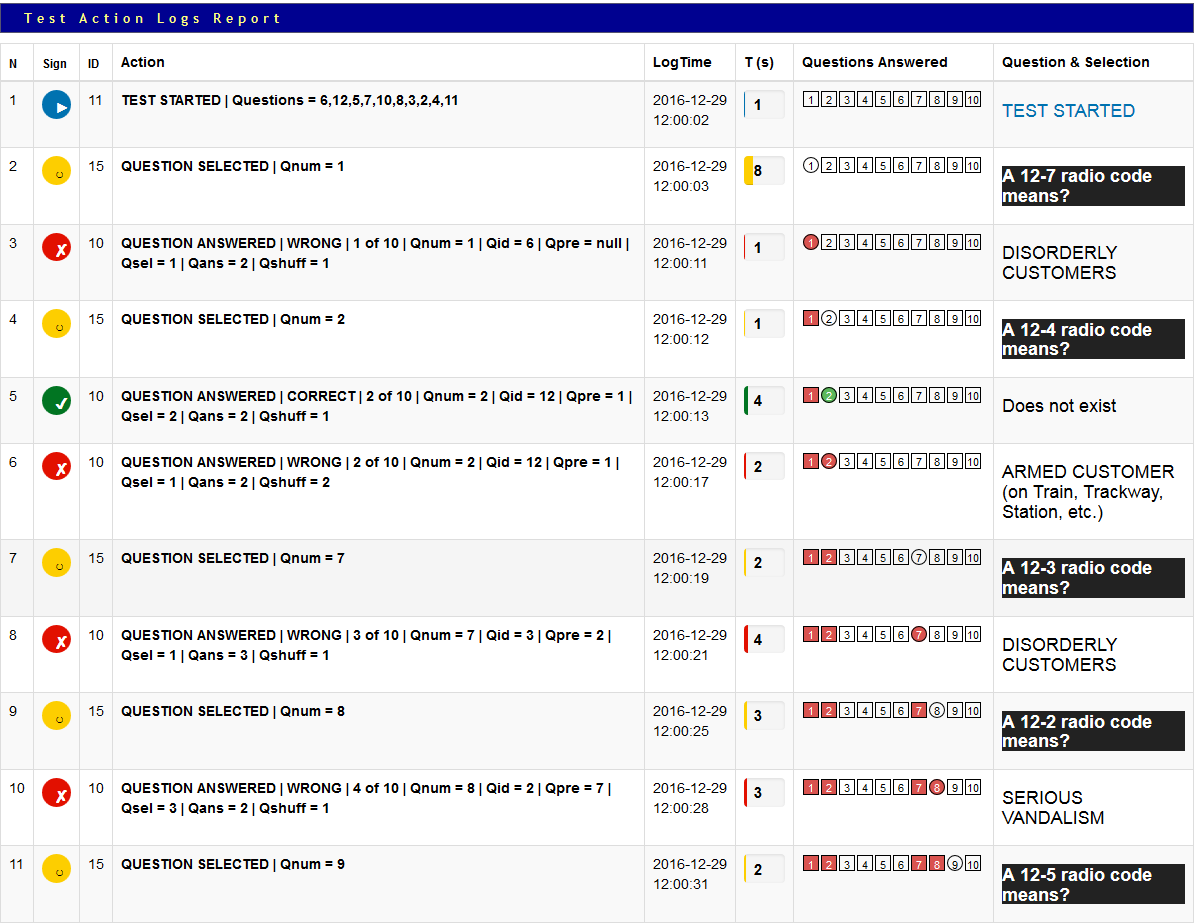 Test Action Logs Report
N Sign ID Action LogTime T (s) Questions Answered Question & Selection
1 11 TEST STARTED | Questions = 6,12,5,7,10,8,3,2,4,11 2016-12-29 1 1 2 3 4 5 6 7 8 9 10 TEST STARTED
12:00:02
2 15 QUESTION SELECTED | Qnum = 1 2016-12-29 8 1 2 3 4 5 6 7 8 9 10 A 12-7 radio code
12:00:03 means?
3 10 QUESTION ANSWERED | WRONG | 1 of 10 | Qnum = 1 | Qid = 6 | Qpre = null | 2016-12-29 1 1 2 3 4 5 6 7 8 9 10 DISORDERLY
Qsel = 1 | Qans = 2 | Qshuff = 1 12:00:11 CUSTOMERS
4 15 QUESTION SELECTED | Qnum = 2 2016-12-29 1 1 2 3 4 5 6 7 8 9 10 A 12-4 radio code
12:00:12 means?
5 10 QUESTION ANSWERED | CORRECT | 2 of 10 | Qnum = 2 | Qid = 12 | Qpre = 1 | 2016-12-29 4 1 2 3 4 5 6 7 8 9 10 Does not exist
Qsel = 2 | Qans = 2 | Qshuff = 1 12:00:13
6 10 QUESTION ANSWERED | WRONG | 2 of 10 | Qnum = 2 | Qid = 12 | Qpre = 1 | 2016-12-29 2 1 2 3 4 5 6 7 8 9 10 ARMED CUSTOMER
Qsel = 1 | Qans = 2 | Qshuff = 2 12:00:17 (on Train, Trackway,
Station, etc.)
7 15 QUESTION SELECTED | Qnum = 7 2016-12-29 2 1 2 3 4 5 6 7 8 9 10 A 12-3 radio code
12:00:19 means?
8 10 QUESTION ANSWERED | WRONG | 3 of 10 | Qnum = 7 | Qid = 3 | Qpre = 2 | 2016-12-29 4 1 2 3 4 5 6 7 8 9 10 DISORDERLY
Qsel = 1 | Qans = 3 | Qshuff = 1 12:00:21 CUSTOMERS
9 15 QUESTION SELECTED | Qnum = 8 2016-12-29 3 1 2 3 4 5 6 7 8 9 10 A 12-2 radio code
12:00:25 means?
10 10 QUESTION ANSWERED | WRONG | 4 of 10 | Qnum = 8 | Qid = 2 | Qpre = 7 | 2016-12-29 3 1 2 3 4 5 6 7 8 9 10 SERIOUS
Qsel = 3 | Qans = 2 | Qshuff = 1 12:00:28 VANDALISM
11 15 QUESTION SELECTED | Qnum = 9 2016-12-29 2 1 2 3 4 5 6 7 8 9 10 A 12-5 radio code
12:00:31 means?